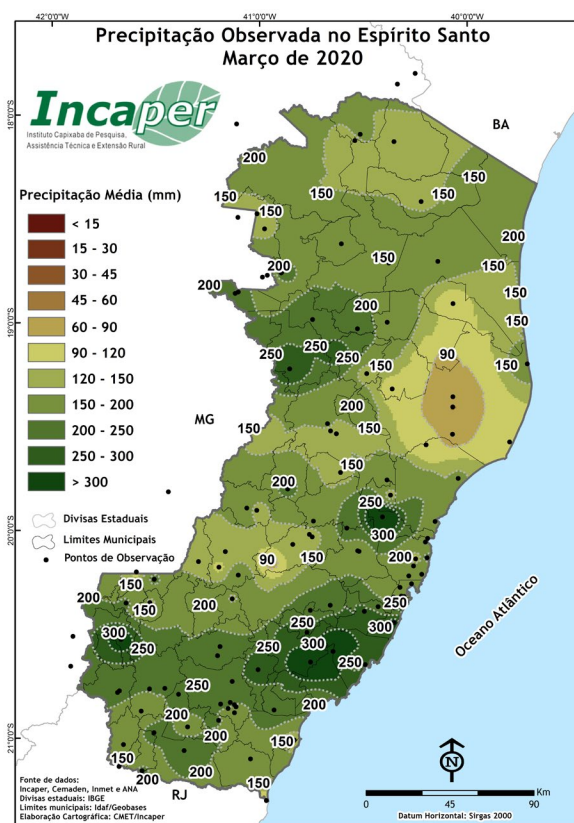 42°0'0"O
41°0'0"O
40°0'0"O
Precipitação Observada no Espírito Santo
Março de 2020
Incaper
Instituto Capixaba de Pesquisa,
Assistência Técnica e Extensão Rural
18°0'0"S
19°0'0"S
20°0'0"S
21°0'0"S
BA
MG
RJ
Oceano Atlântico
Precipitação Média (mm)
< 15
15 - 30
30 - 45
45 - 60
60 - 90
90 - 120
120 - 150
150 - 200
200 - 250
250 - 300
> 300
Divisas Estaduais
Limites Municipais
Pontos de Observação
200
150
150
150
150
200
200
150
150
200
200
150
250
250
90
150
150
200
150
150
150
200
250
300
150
90
200
150
200
200
150
250
300
250
250
300
300
250
250
250
200
200
200
200
150
200
150
Fonte de dados:
Incaper, Cemaden, Inmet e ANA
Divisas estaduais: IBGE
Limites municipais: Idaf/Geobases
Elaboração Cartográfica: CMET/Incaper
N
Km
0 45 90
Datum Horizontal: Sirgas 2000